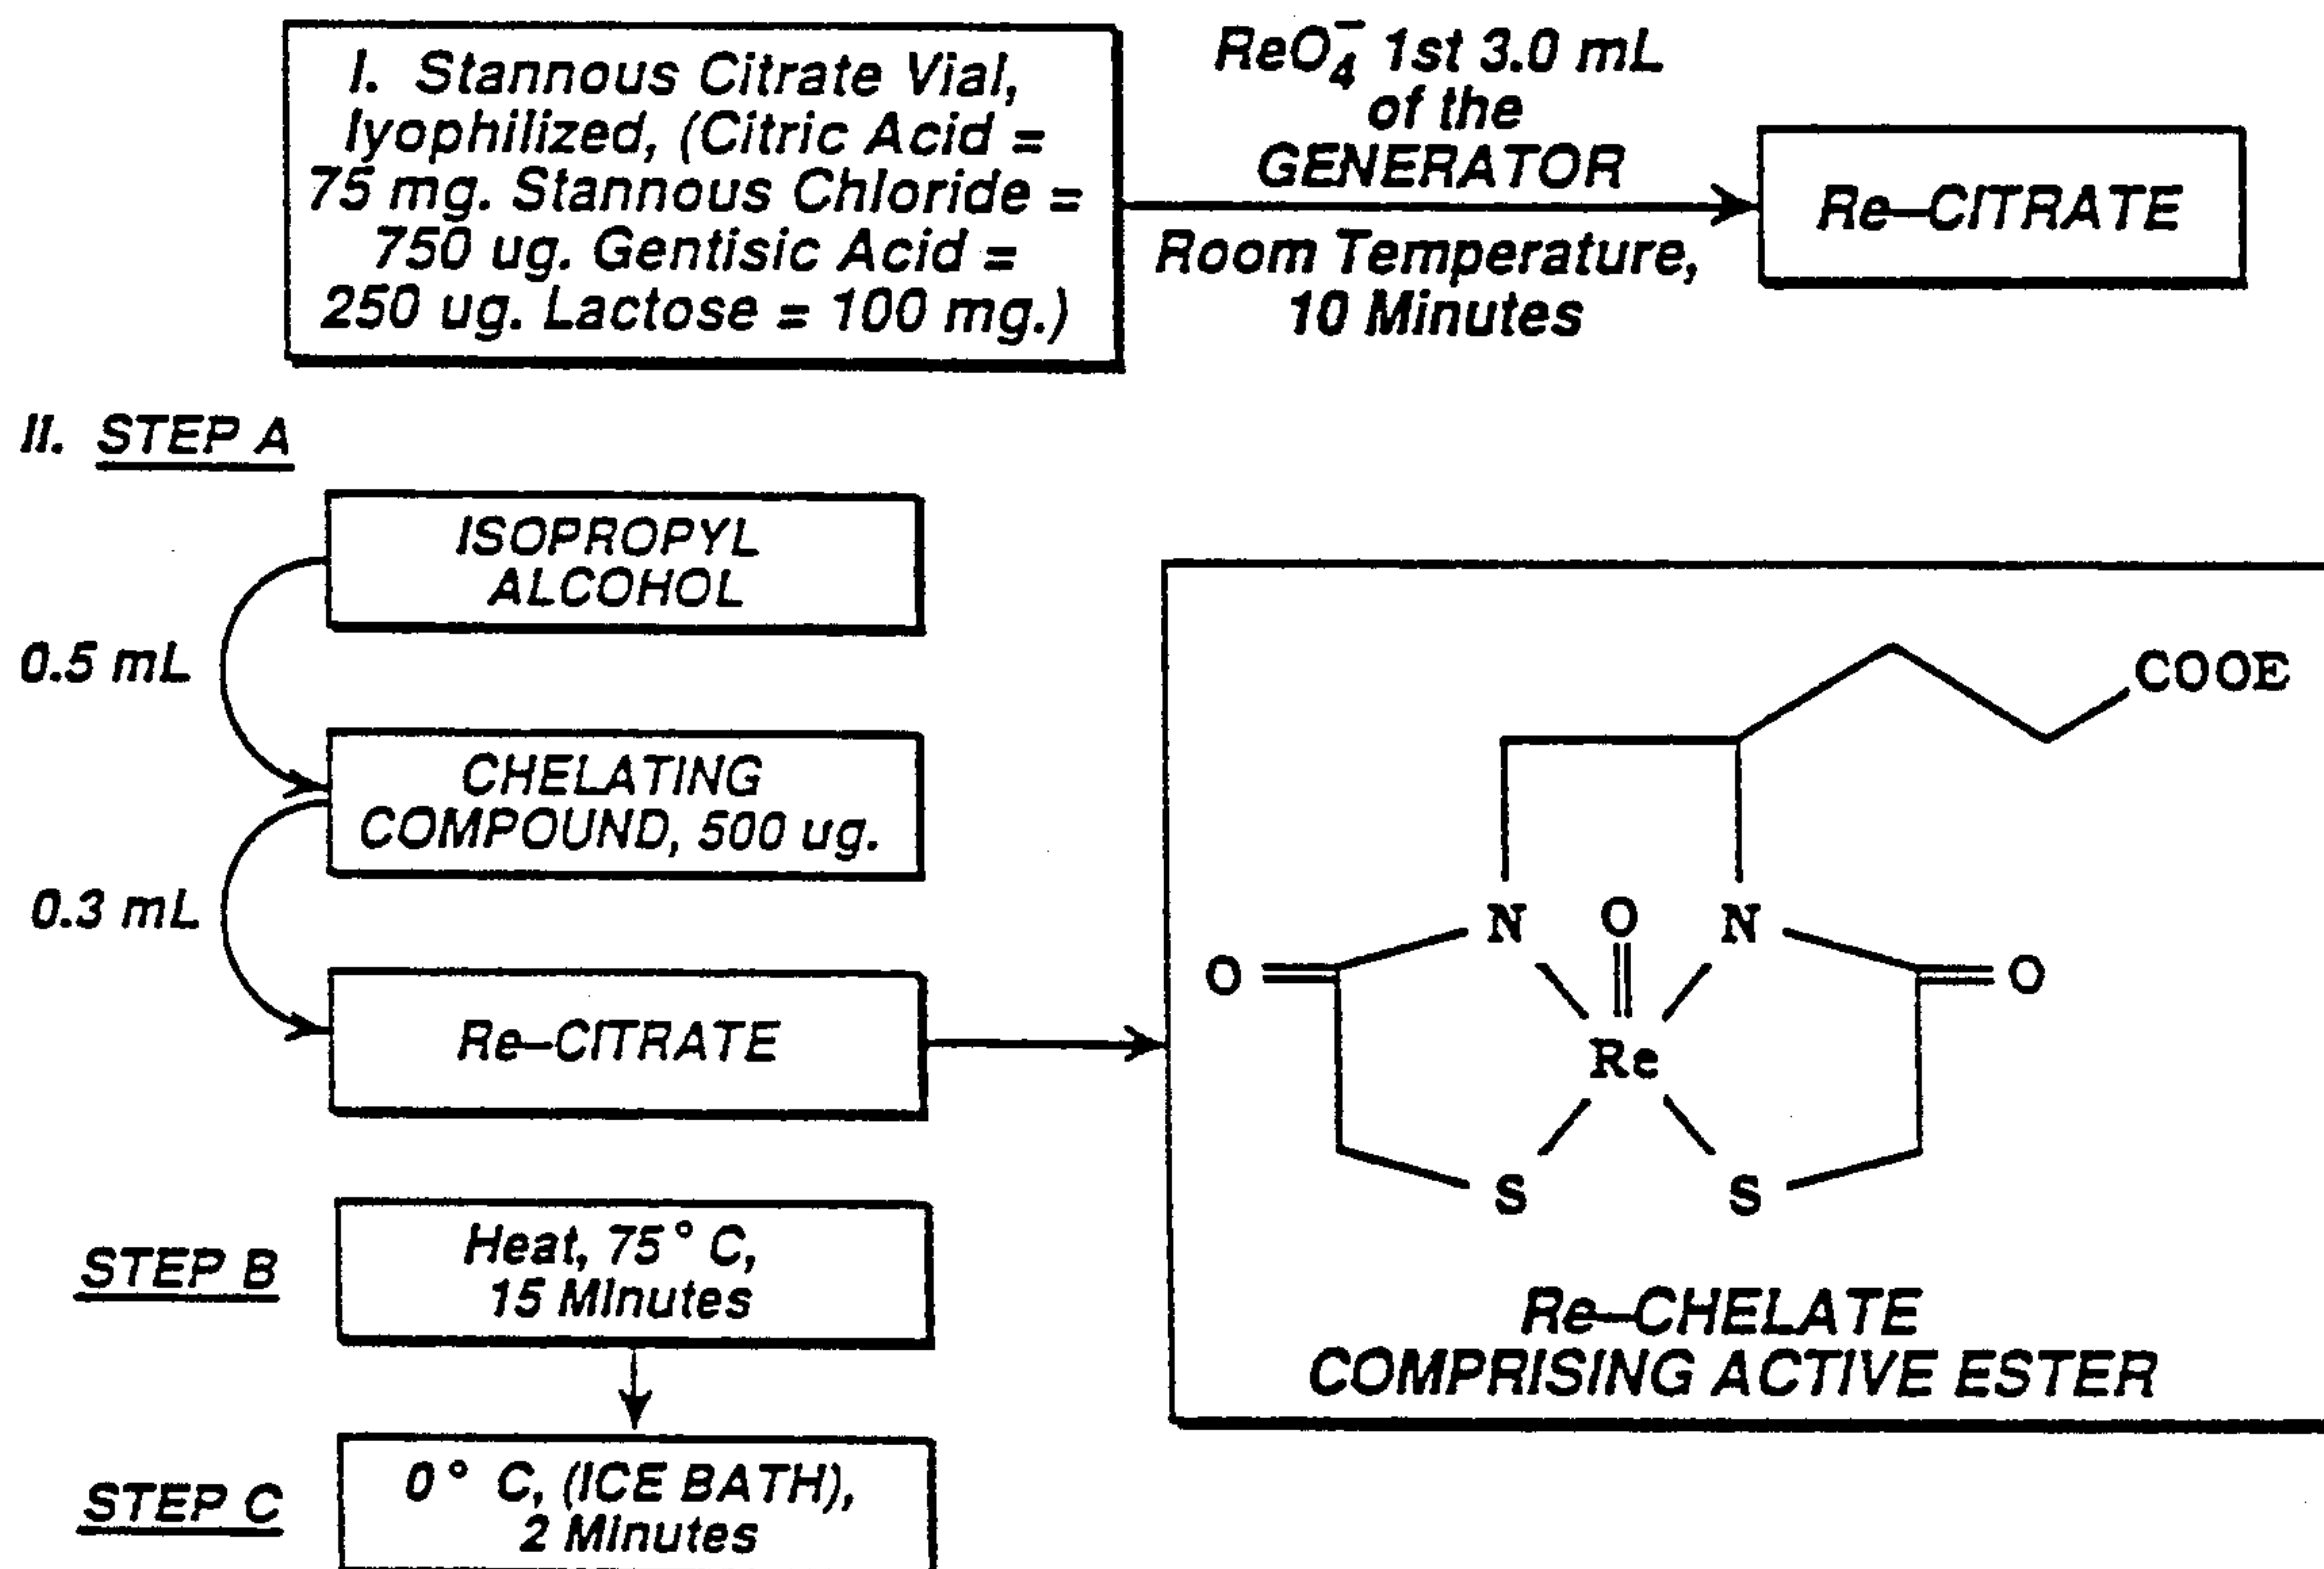 I. Stannous Citrate Vial,
lyophilized, (Citric Acid =
75 mg. Stannous Chloride =
750 ug. Gentisic Acid =
250 ug. Lactose = 100 mg.)
ReO4⁻ 1st 3.0 mL
of the
GENERATOR
Room Temperature,
10 Minutes
Re–CITRATE
II. STEP A
ISOPROPYL
ALCOHOL
0.5 mL
CHELATING
COMPOUND, 500 ug.
0.3 mL
Re–CITRATE
COOE
N O N
O O
Re
S S
Re–CHELATE
COMPRISING ACTIVE ESTER
STEP B
Heat, 75° C,
15 Minutes
STEP C
0° C, (ICE BATH),
2 Minutes